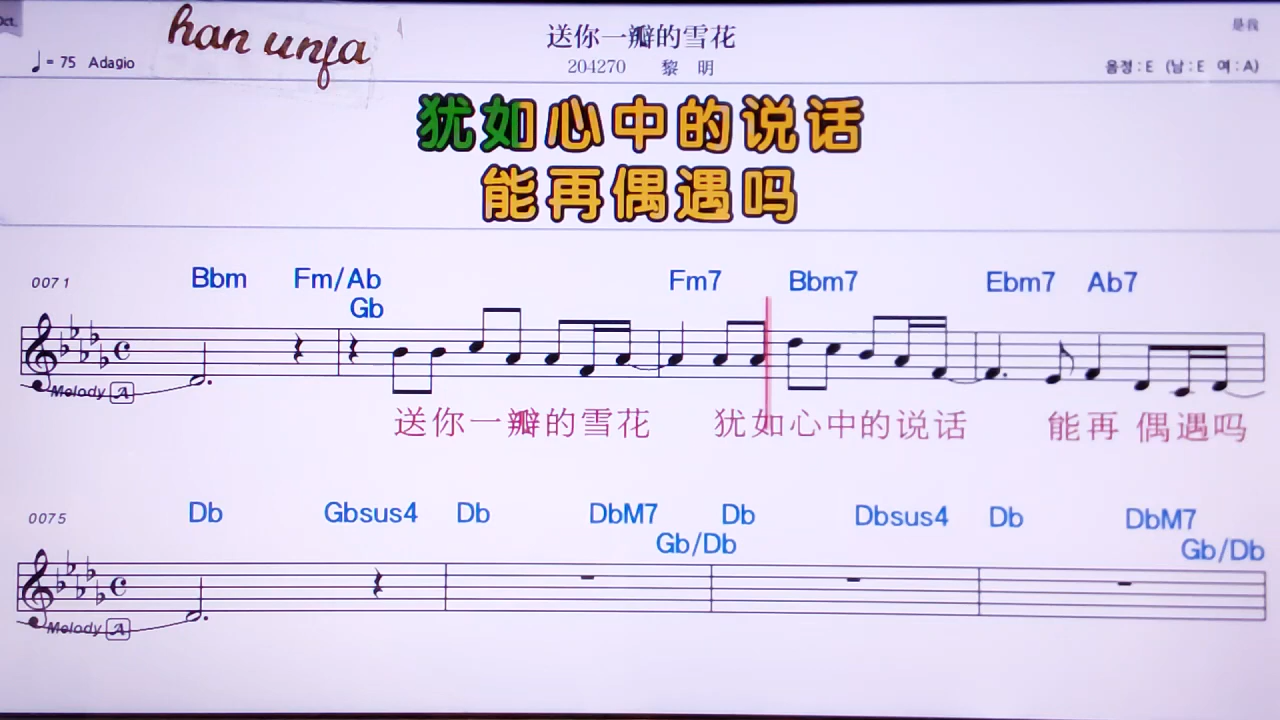 Oct.
han unfa
送你一瓣的雪花
是我
♩= 75 Adagio
204270 黎 明
음정 : E (남 : E 여 : A)
犹如心中的说话
能再偶遇吗
0071 Bbm Fm/Ab Gb Fm7 Bbm7 Ebm7 Ab7
Melody A
送你一瓣的雪花 犹如心中的说话 能再 偶遇吗
0075 Db Gbsus4 Db DbM7 Gb/Db Db Dbsus4 Db DbM7 Gb/Db
Melody A